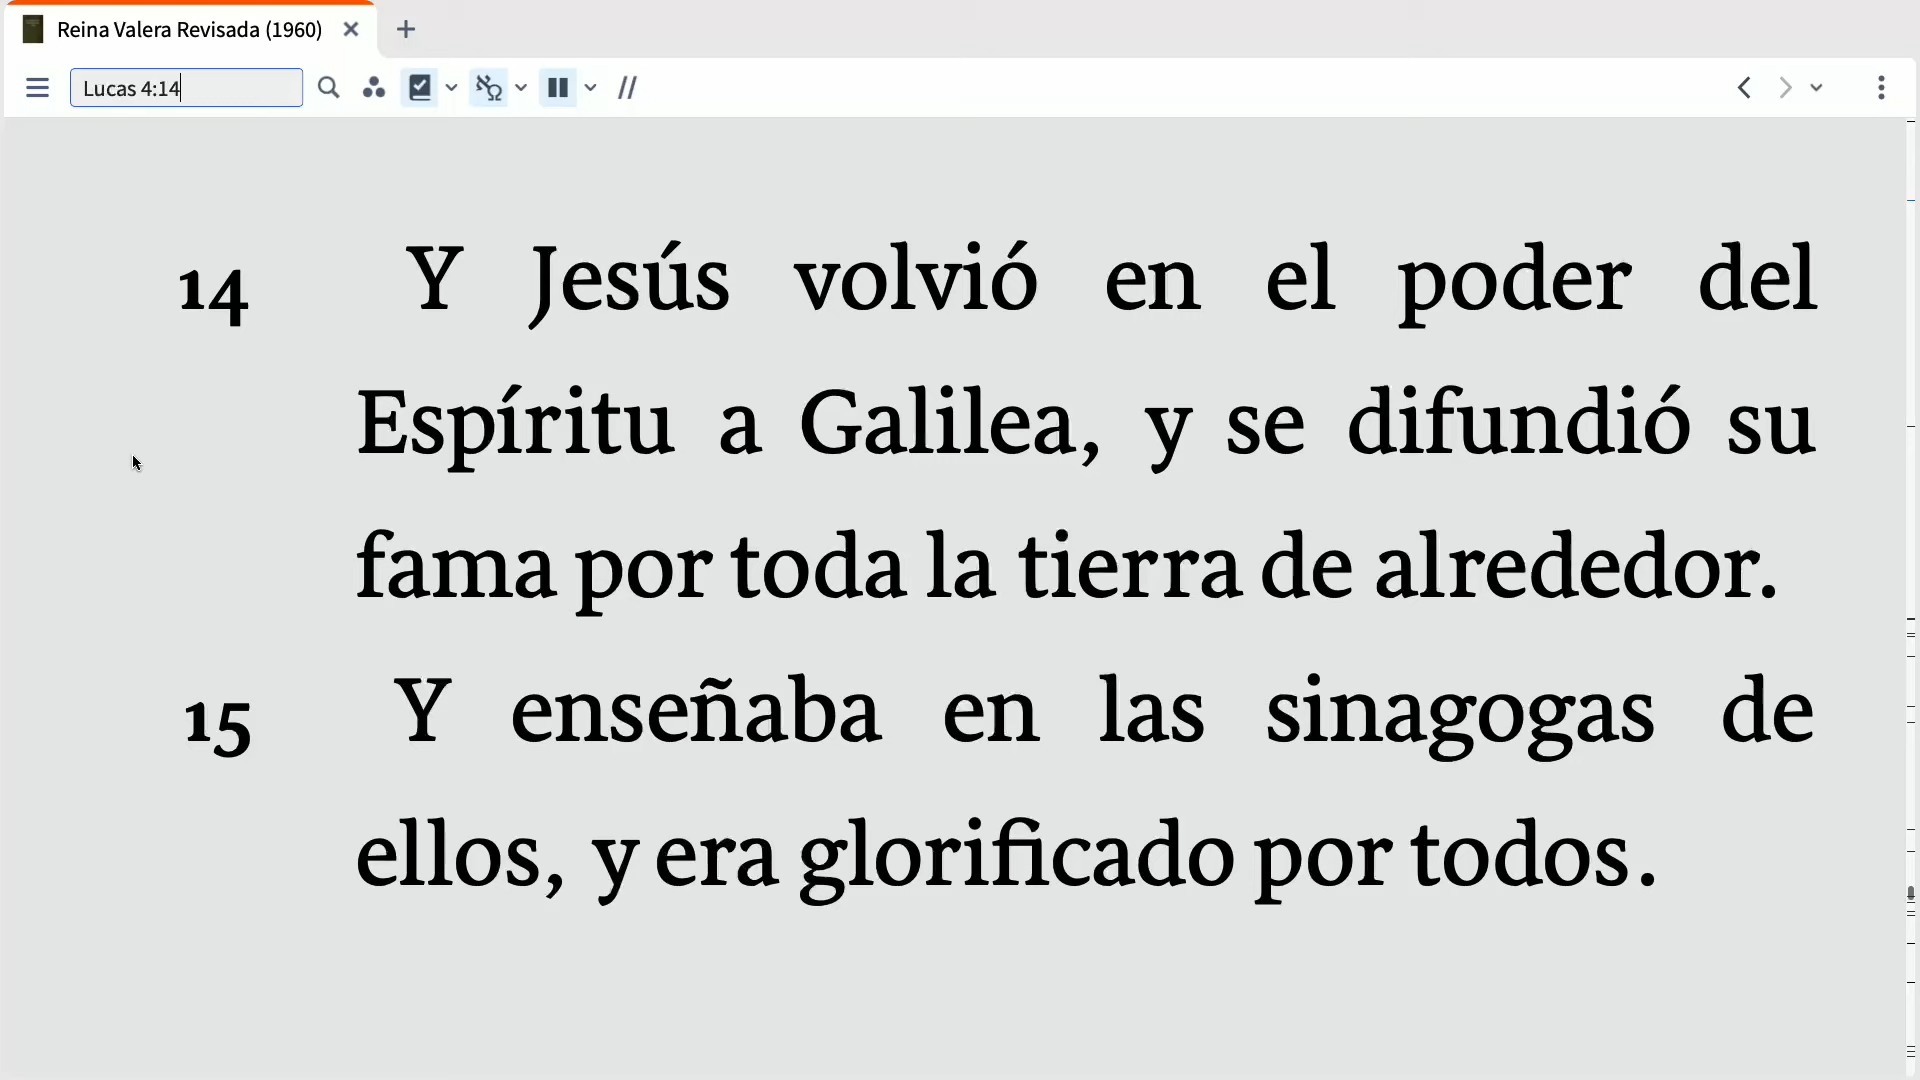 Reina Valera Revisada (1960)
Lucas 4:14
14 Y Jesús volvió en el poder del
Espíritu a Galilea, y se difundió su
fama por toda la tierra de alrededor.
15 Y enseñaba en las sinagogas de
ellos, y era glorificado por todos.